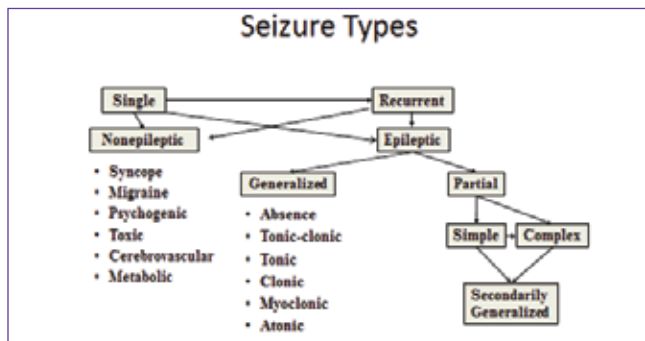 Seizure Types
Single
Recurrent
Nonepileptic
Epileptic
• Syncope
• Migraine
• Psychogenic
• Toxic
• Cerebrovascular
• Metabolic
Generalized
• Absence
• Tonic-clonic
• Tonic
• Clonic
• Myoclonic
• Atonic
Partial
Simple
Complex
Secondarily
Generalized